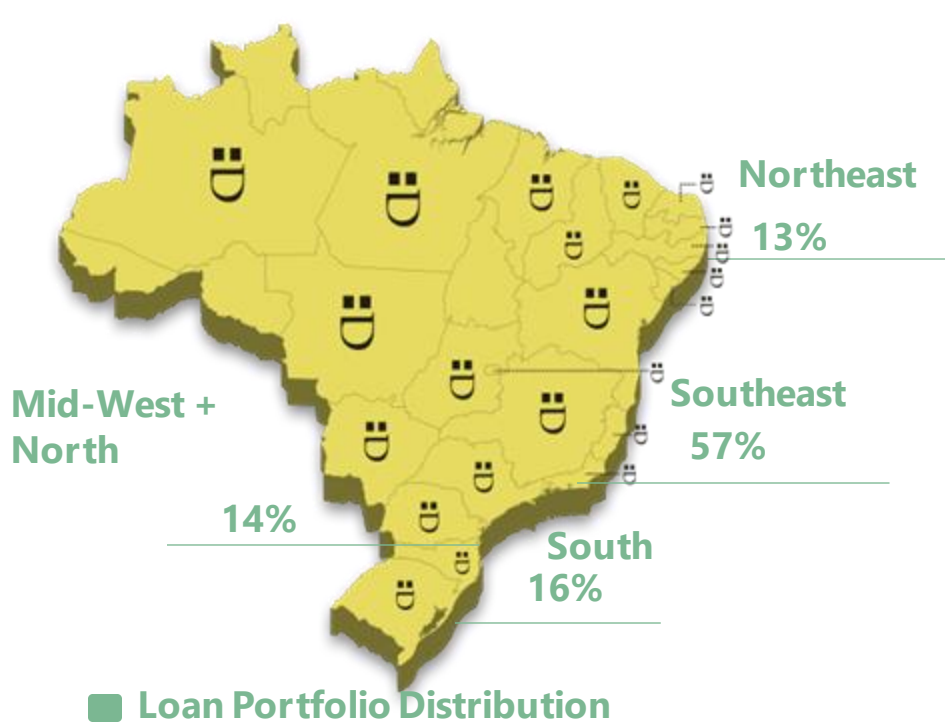 Northeast
13%
Southeast
57%
Mid-West +
North
14%
South
16%
Loan Portfolio Distribution